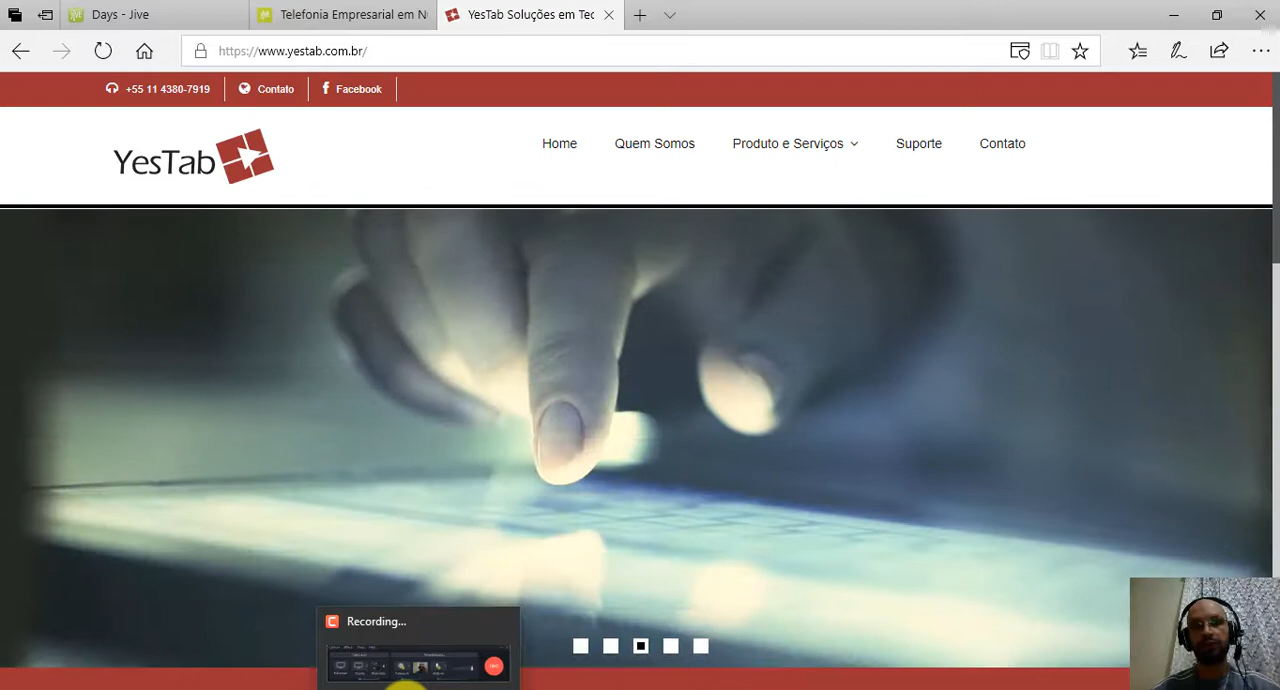 Days - Jive
Telefonia Empresarial em N
YesTab Soluções em Tec
https://www.yestab.com.br/
+55 11 4380-7919
Contato
Facebook
YesTab
Home
Quem Somos
Produto e Serviços
Suporte
Contato
Recording...